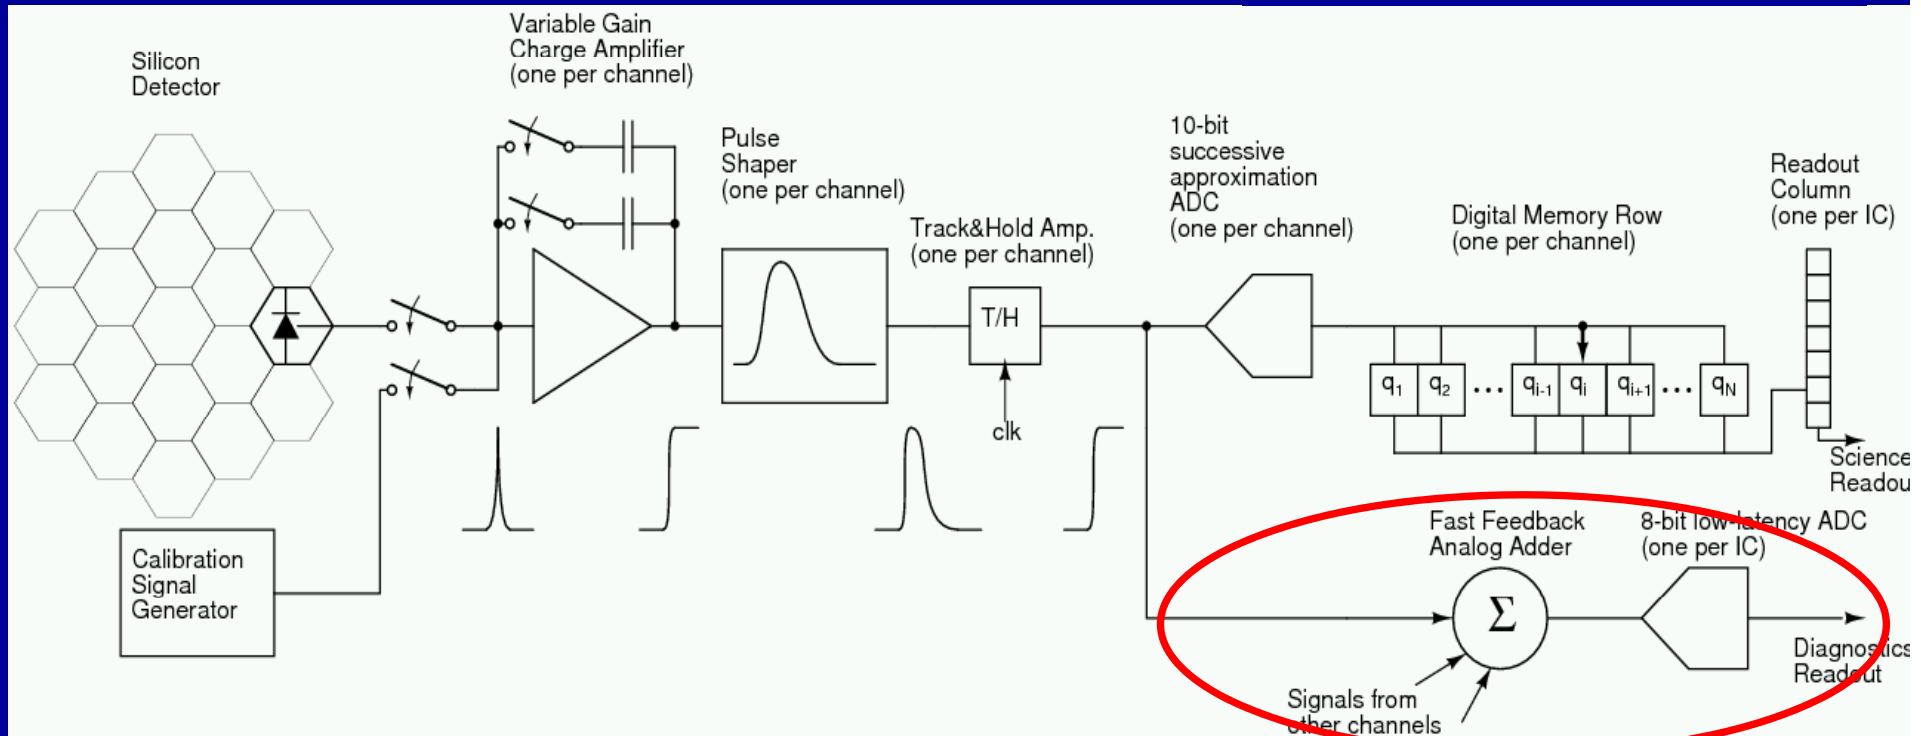 Silicon
Detector
Variable Gain
Charge Amplifier
(one per channel)
Pulse
Shaper
(one per channel)
Track&Hold Amp.
(one per channel)
10-bit
successive
approximation
ADC
(one per channel)
Digital Memory Row
(one per channel)
Readout
Column
(one per IC)
T/H
clk
q1 q2 ... qi-1 qi qi+1 ... qN
Science
Readou
Calibration
Signal
Generator
Fast Feedback
Analog Adder
8-bit low-latency ADC
(one per IC)
Σ
Signals from
other channels
Diagnostics
Readout